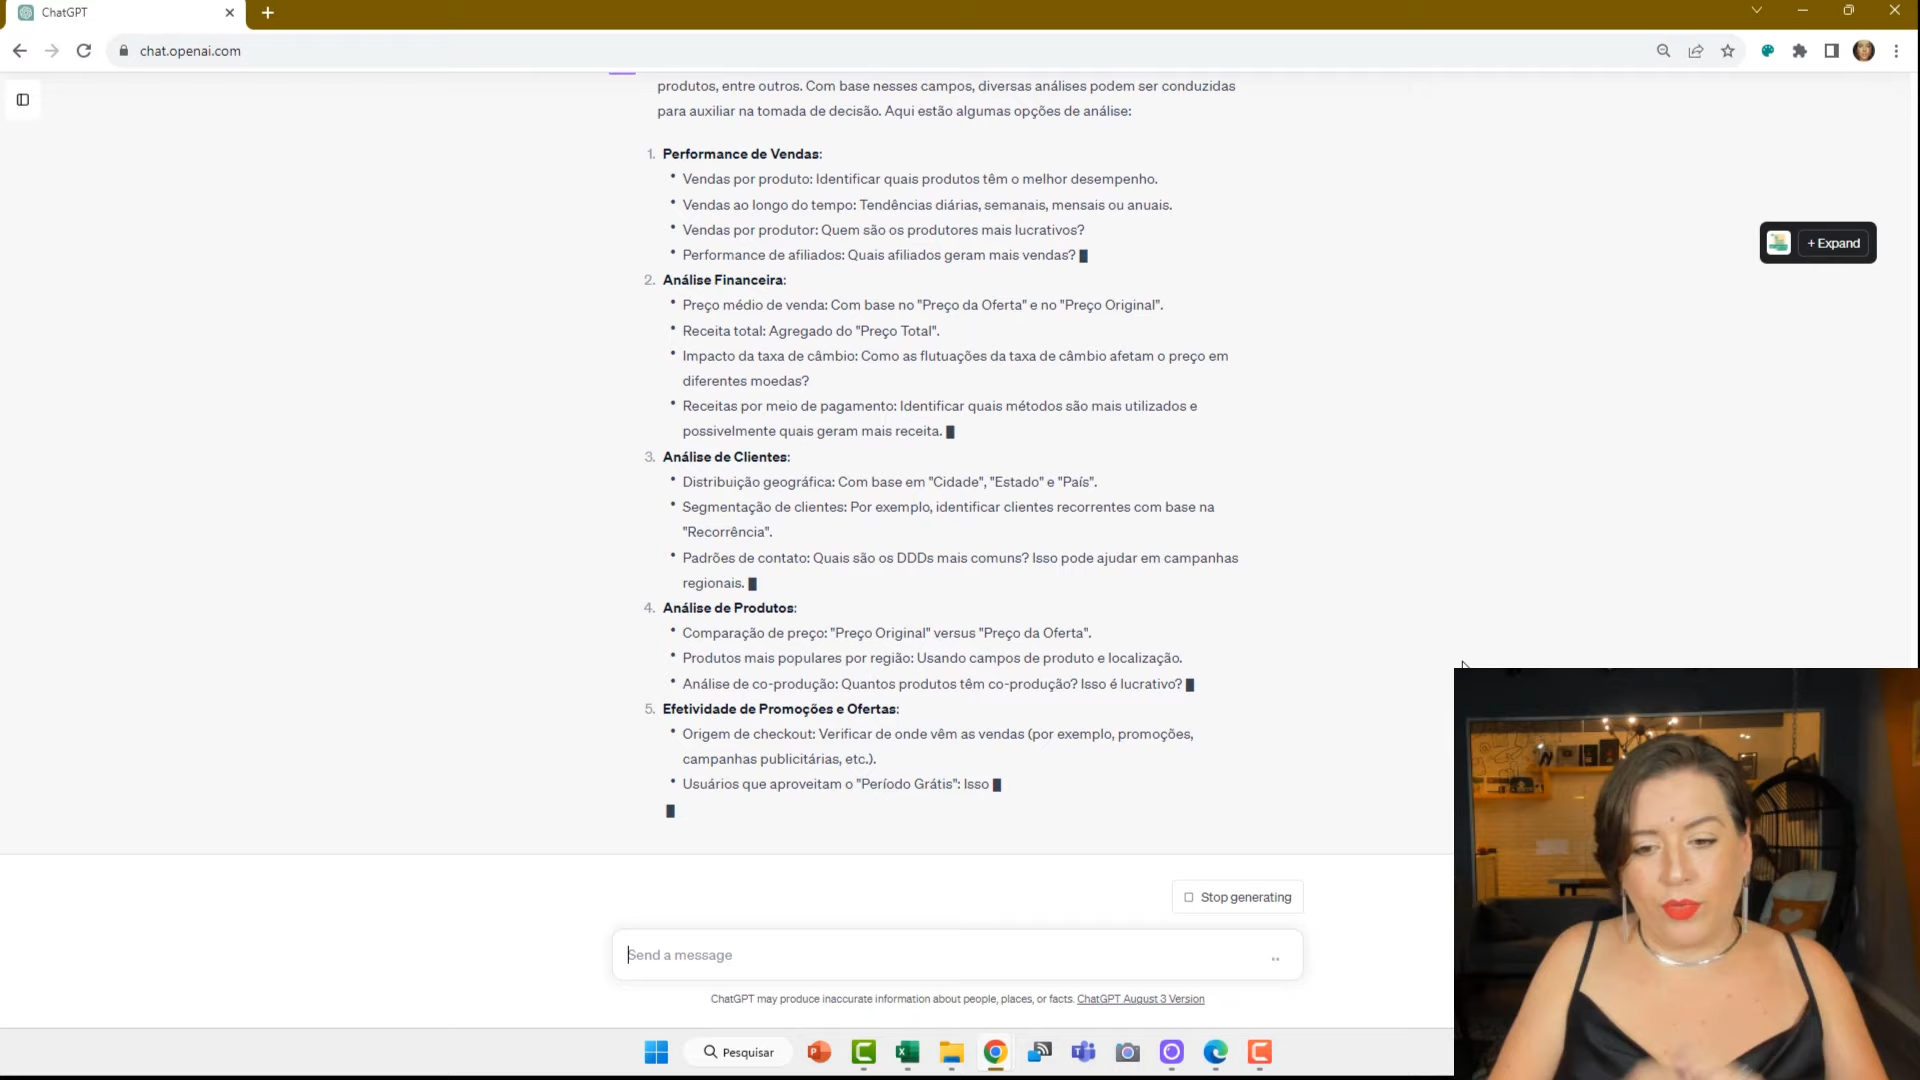 ChatGPT
chat.openai.com
produtos, entre outros. Com base nesses campos, diversas análises podem ser conduzidas
para auxiliar na tomada de decisão. Aqui estão algumas opções de análise:
1. Performance de Vendas:
• Vendas por produto: Identificar quais produtos têm o melhor desempenho.
• Vendas ao longo do tempo: Tendências diárias, semanais, mensais ou anuais.
• Vendas por produtor: Quem são os produtores mais lucrativos?
• Performance de afiliados: Quais afiliados geram mais vendas?
+ Expand
2. Análise Financeira:
• Preço médio de venda: Com base no "Preço da Oferta" e no "Preço Original".
• Receita total: Agregado do "Preço Total".
• Impacto da taxa de câmbio: Como as flutuações da taxa de câmbio afetam o preço em
diferentes moedas?
• Receitas por meio de pagamento: Identificar quais métodos são mais utilizados e
possivelmente quais geram mais receita.
3. Análise de Clientes:
• Distribuição geográfica: Com base em "Cidade", "Estado" e "País".
• Segmentação de clientes: Por exemplo, identificar clientes recorrentes com base na
"Recorrência".
• Padrões de contato: Quais são os DDDs mais comuns? Isso pode ajudar em campanhas
regionais.
4. Análise de Produtos:
• Comparação de preço: "Preço Original" versus "Preço da Oferta".
• Produtos mais populares por região: Usando campos de produto e localização.
• Análise de co-produção: Quantos produtos têm co-produção? Isso é lucrativo?
5. Efetividade de Promoções e Ofertas:
• Origem de checkout: Verificar de onde vêm as vendas (por exemplo, promoções,
campanhas publicitárias, etc.).
• Usuários que aproveitam o "Período Grátis": Isso
Stop generating
Send a message
ChatGPT may produce inaccurate information about people, places, or facts. ChatGPT August 3 Version
Pesquisar